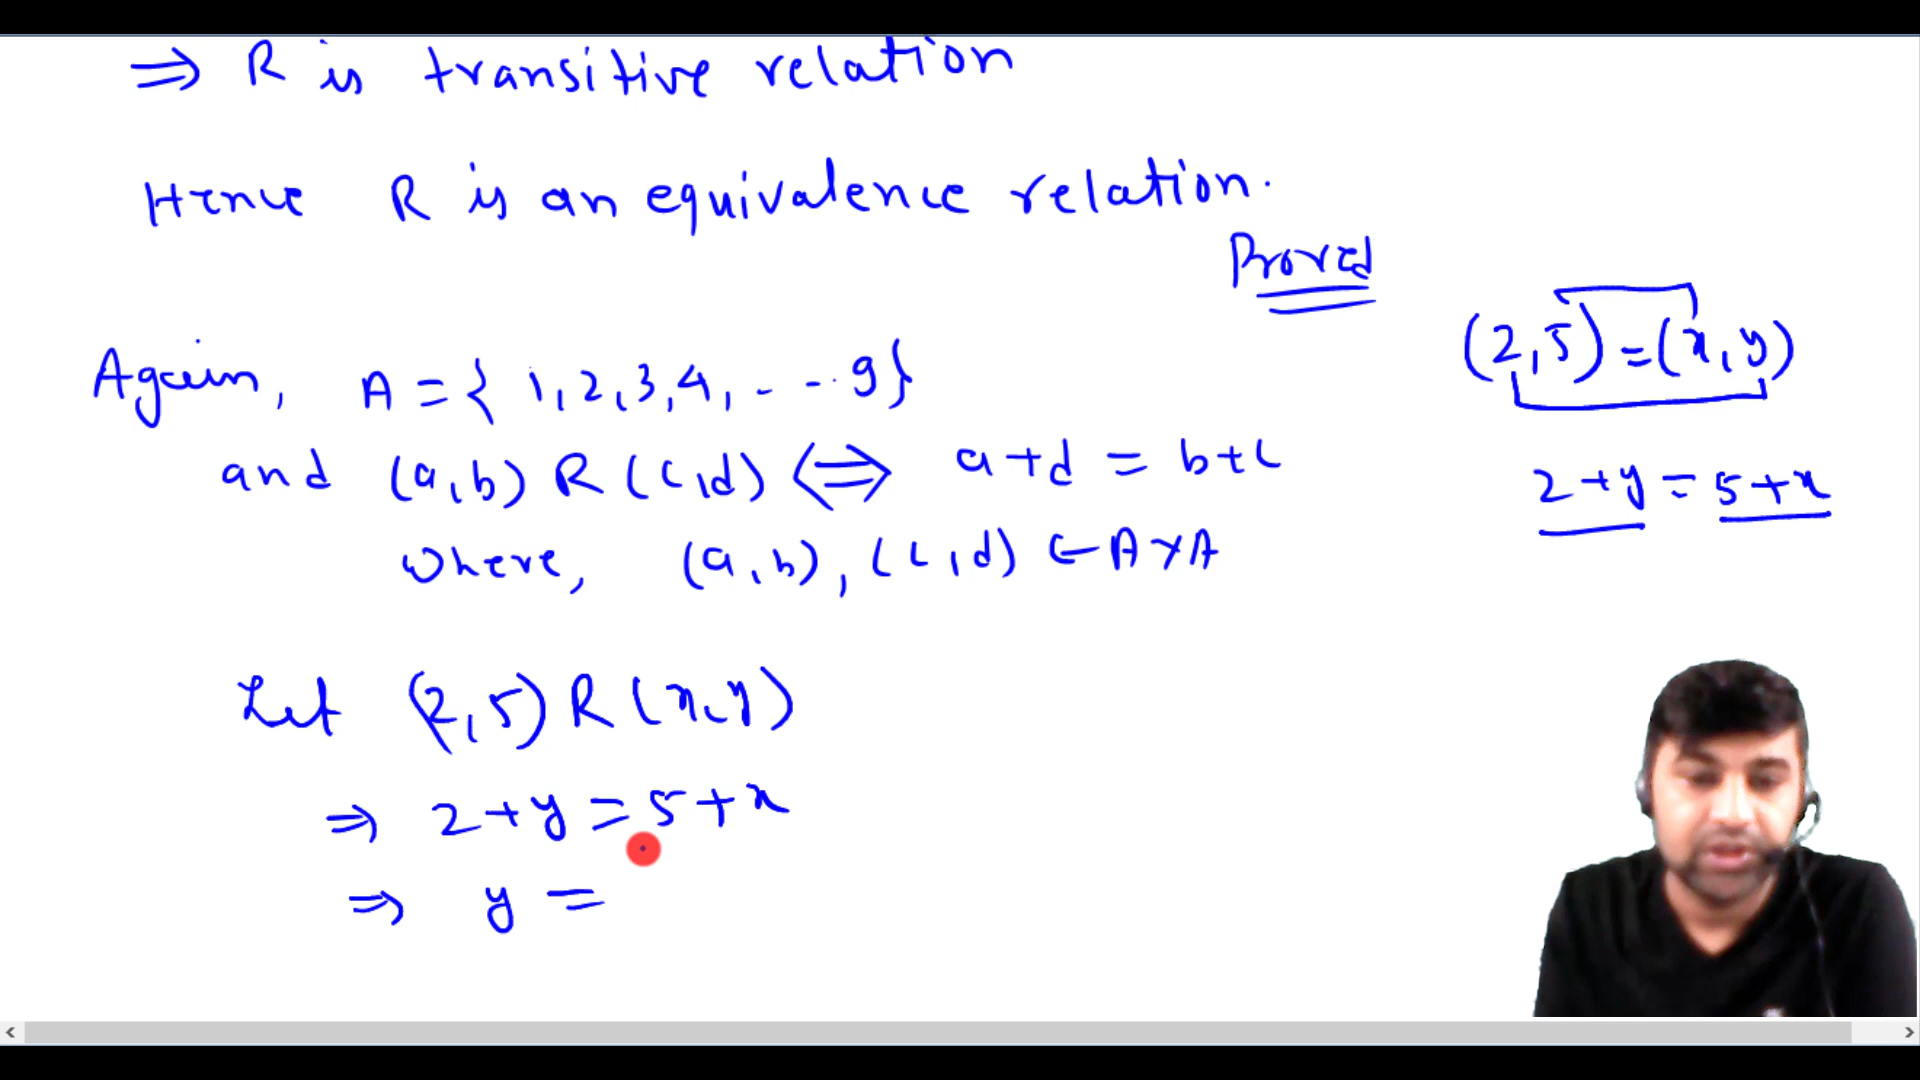 ⇒ R is transitive relation
Hence R is an equivalence relation.
Proved
(2,5) = (x,y)
2+y = 5+x
Again, A = { 1,2,3,4, - - . 9}
and (a,b) R (c,d) ⇔ a+d = b+c
where, (a,b), (c,d) ∈ A×A
Let (2,5) R (x,y)
⇒ 2+y = 5+x
⇒ y =